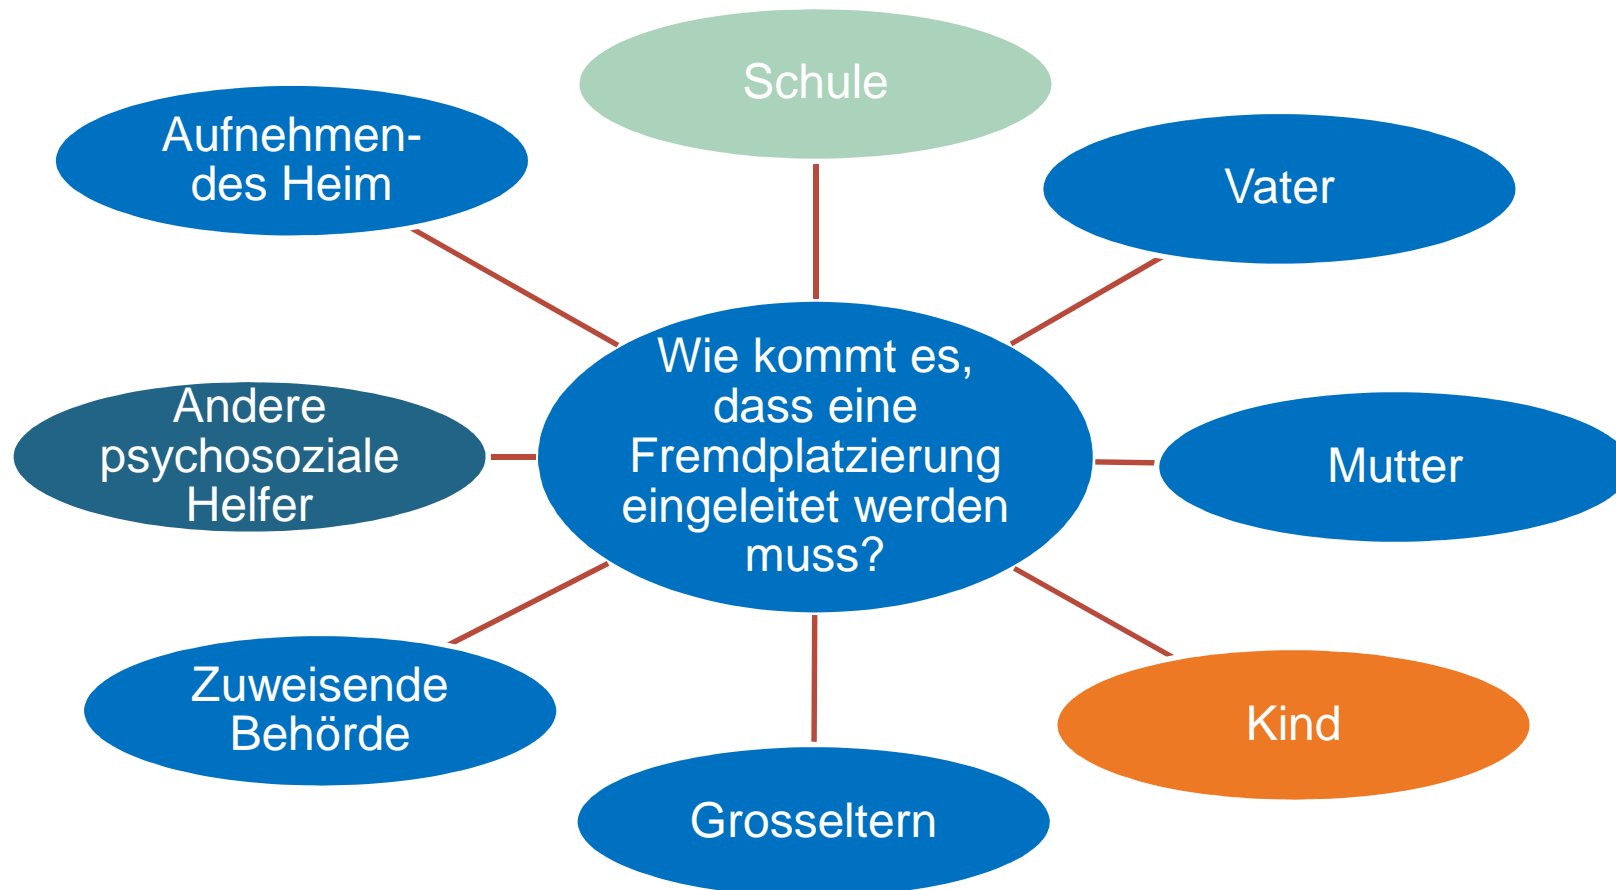 Schule
Aufnehmen-
des Heim
Vater
Wie kommt es,
dass eine
Fremdplatzierung
eingeleitet werden
muss?
Andere
psychosoziale
Helfer
Mutter
Zuweisende
Behörde
Kind
Grosseltern